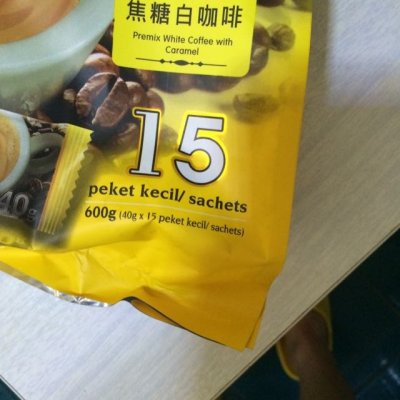 焦糖白咖啡
Premix White Coffee with
Caramel
15
peket kecil/ sachets
600g (40g x 15 peket kecil/ sachets)
40g